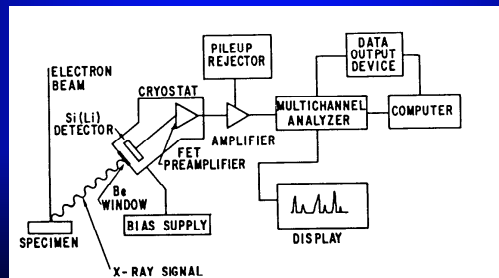 PILEUP
REJECTOR
DATA
OUTPUT
DEVICE
ELECTRON
BEAM
CRYOSTAT
Si(Li)
DETECTOR
MULTICHANNEL
ANALYZER
COMPUTER
AMPLIFIER
FET
PREAMPLIFIER
Be
WINDOW
BIAS SUPPLY
SPECIMEN
DISPLAY
X-RAY SIGNAL